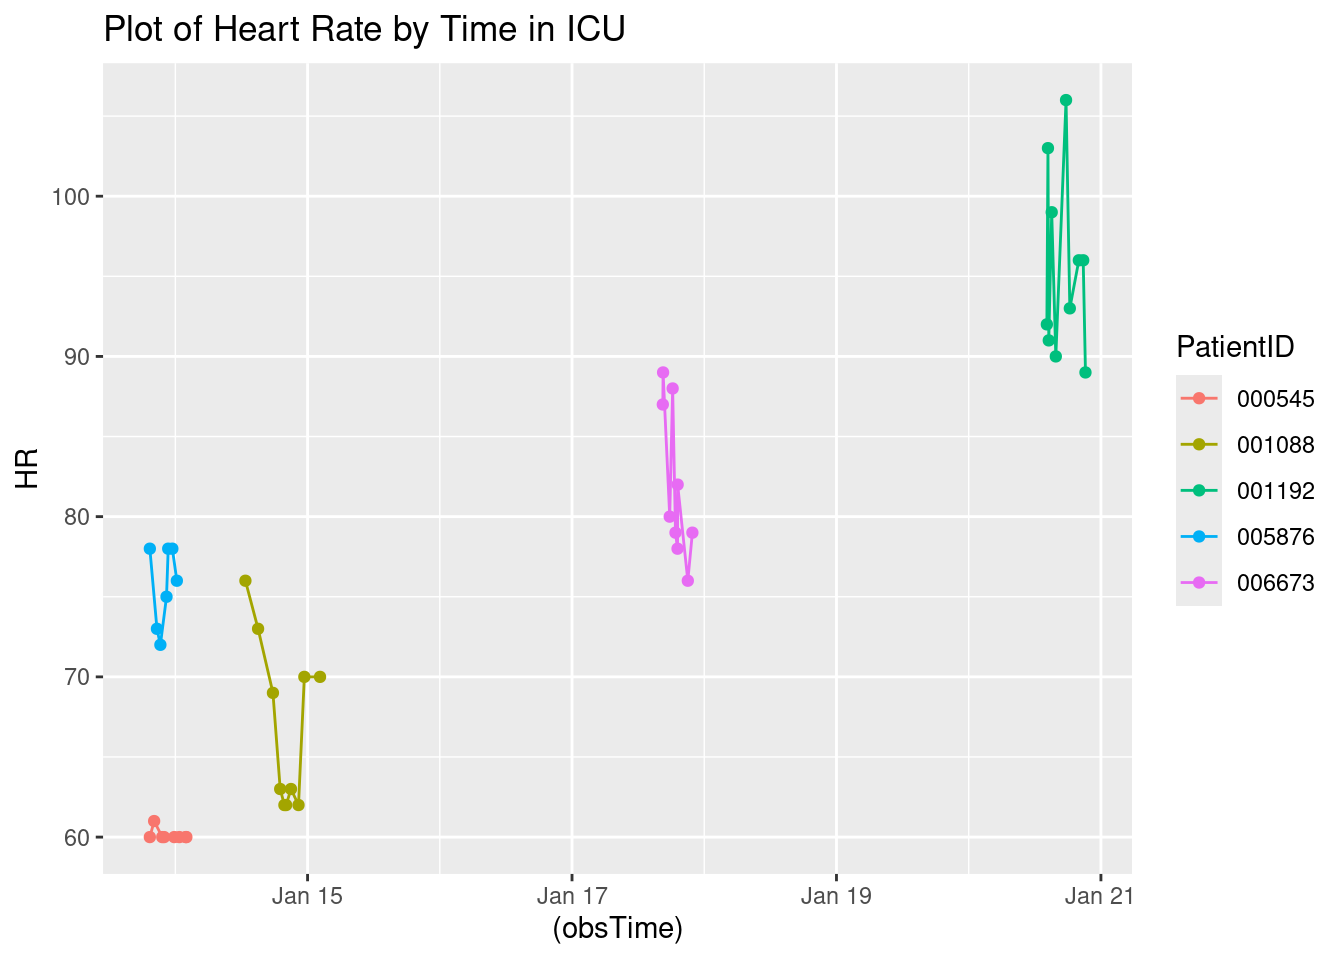 Plot of Heart Rate by Time in ICU
100
90
80
70
60
HR
Jan 15
Jan 17
Jan 19
Jan 21
(obsTime)
PatientID
000545
001088
001192
005876
006673